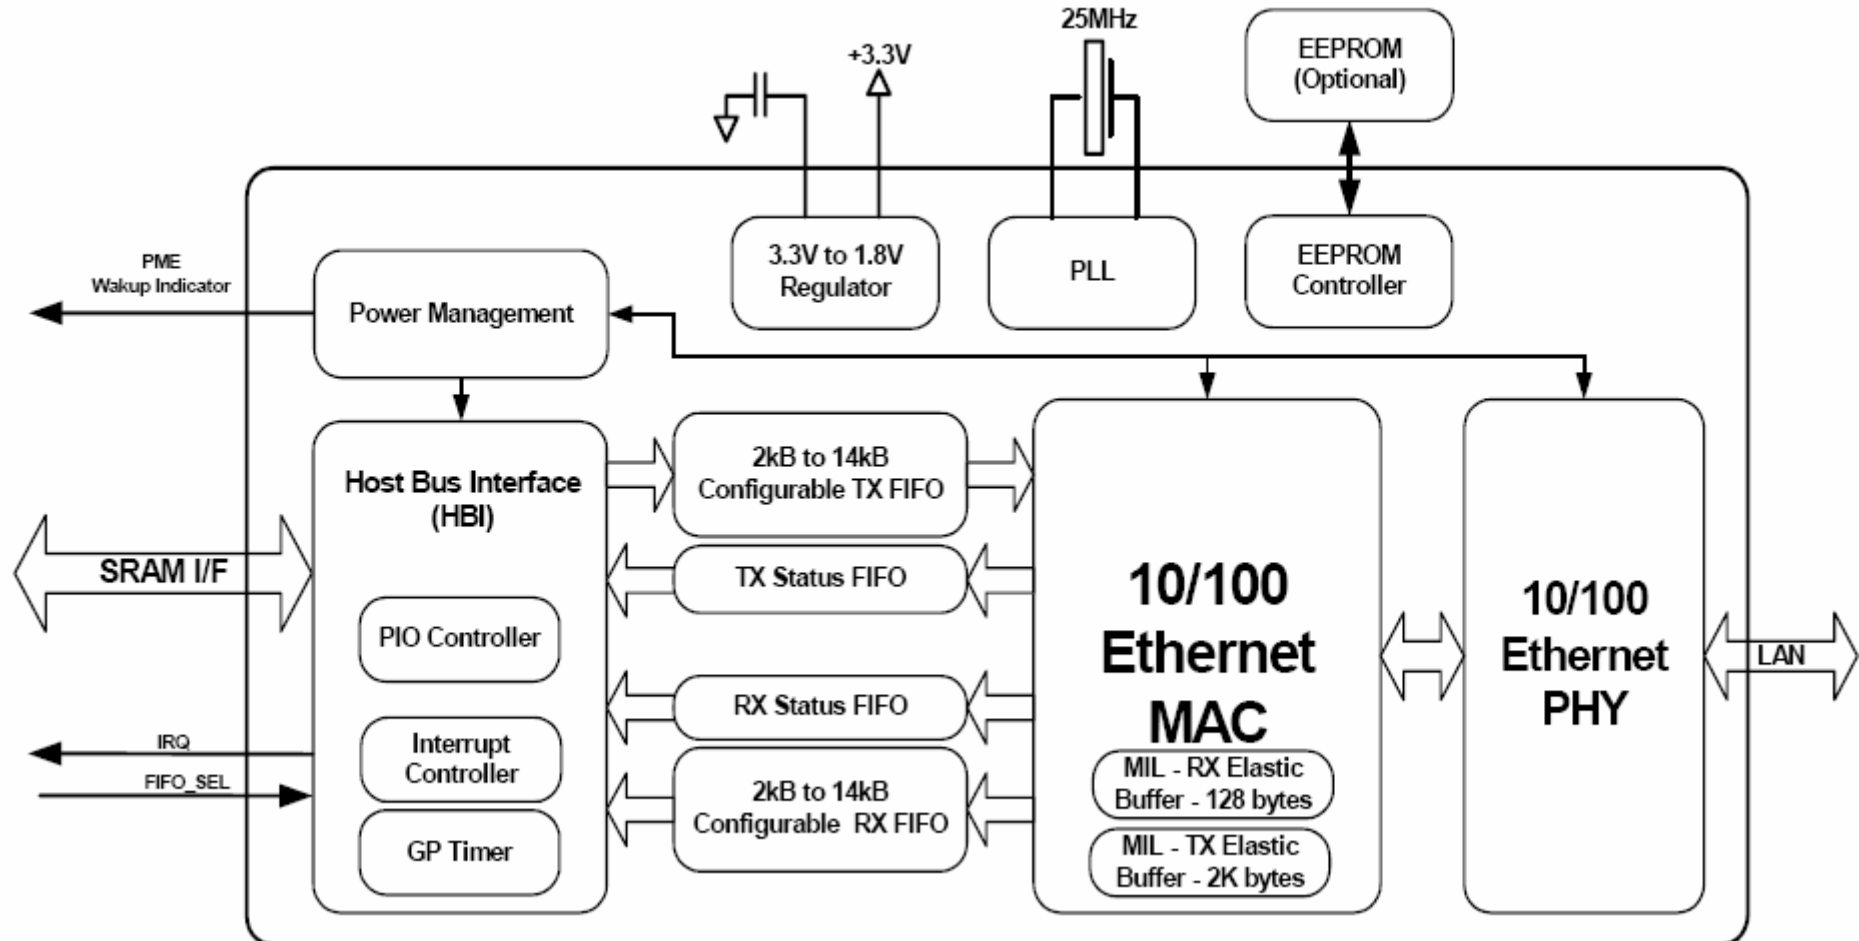 25MHz
+3.3V
EEPROM
(Optional)
3.3V to 1.8V
Regulator
PLL
EEPROM
Controller
PME
Wakup Indicator
Power Management
Host Bus Interface
(HBI)
2kB to 14kB
Configurable TX FIFO
SRAM I/F
TX Status FIFO
PIO Controller
RX Status FIFO
10/100
Ethernet
MAC
10/100
Ethernet
PHY
LAN
IRQ
FIFO_SEL
Interrupt
Controller
GP Timer
2kB to 14kB
Configurable RX FIFO
MIL - RX Elastic
Buffer - 128 bytes
MIL - TX Elastic
Buffer - 2K bytes